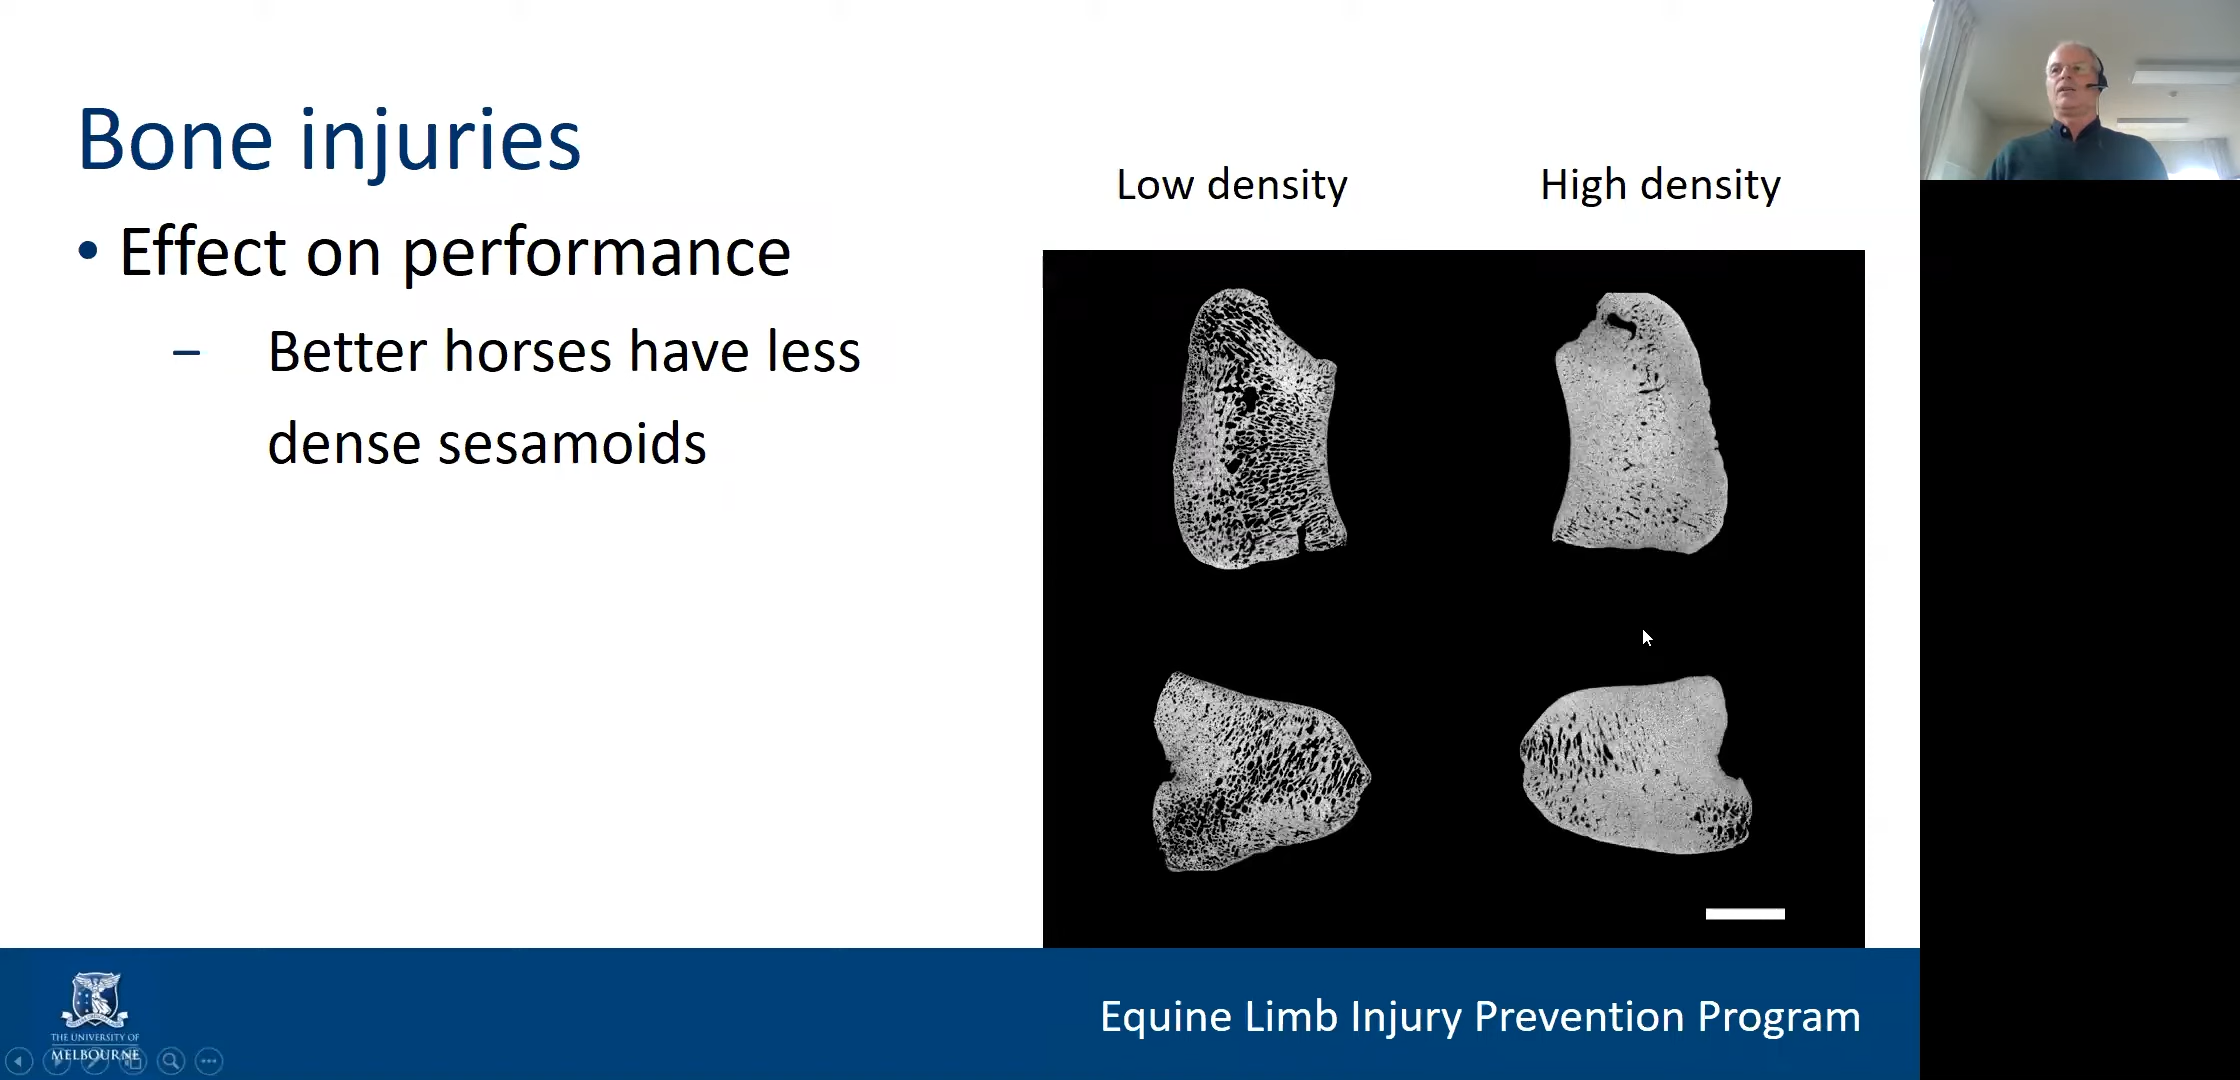 Bone injuries
• Effect on performance
– Better horses have less
dense sesamoids
Low density
High density
THE UNIVERSITY OF
MELBOURNE
Equine Limb Injury Prevention Program